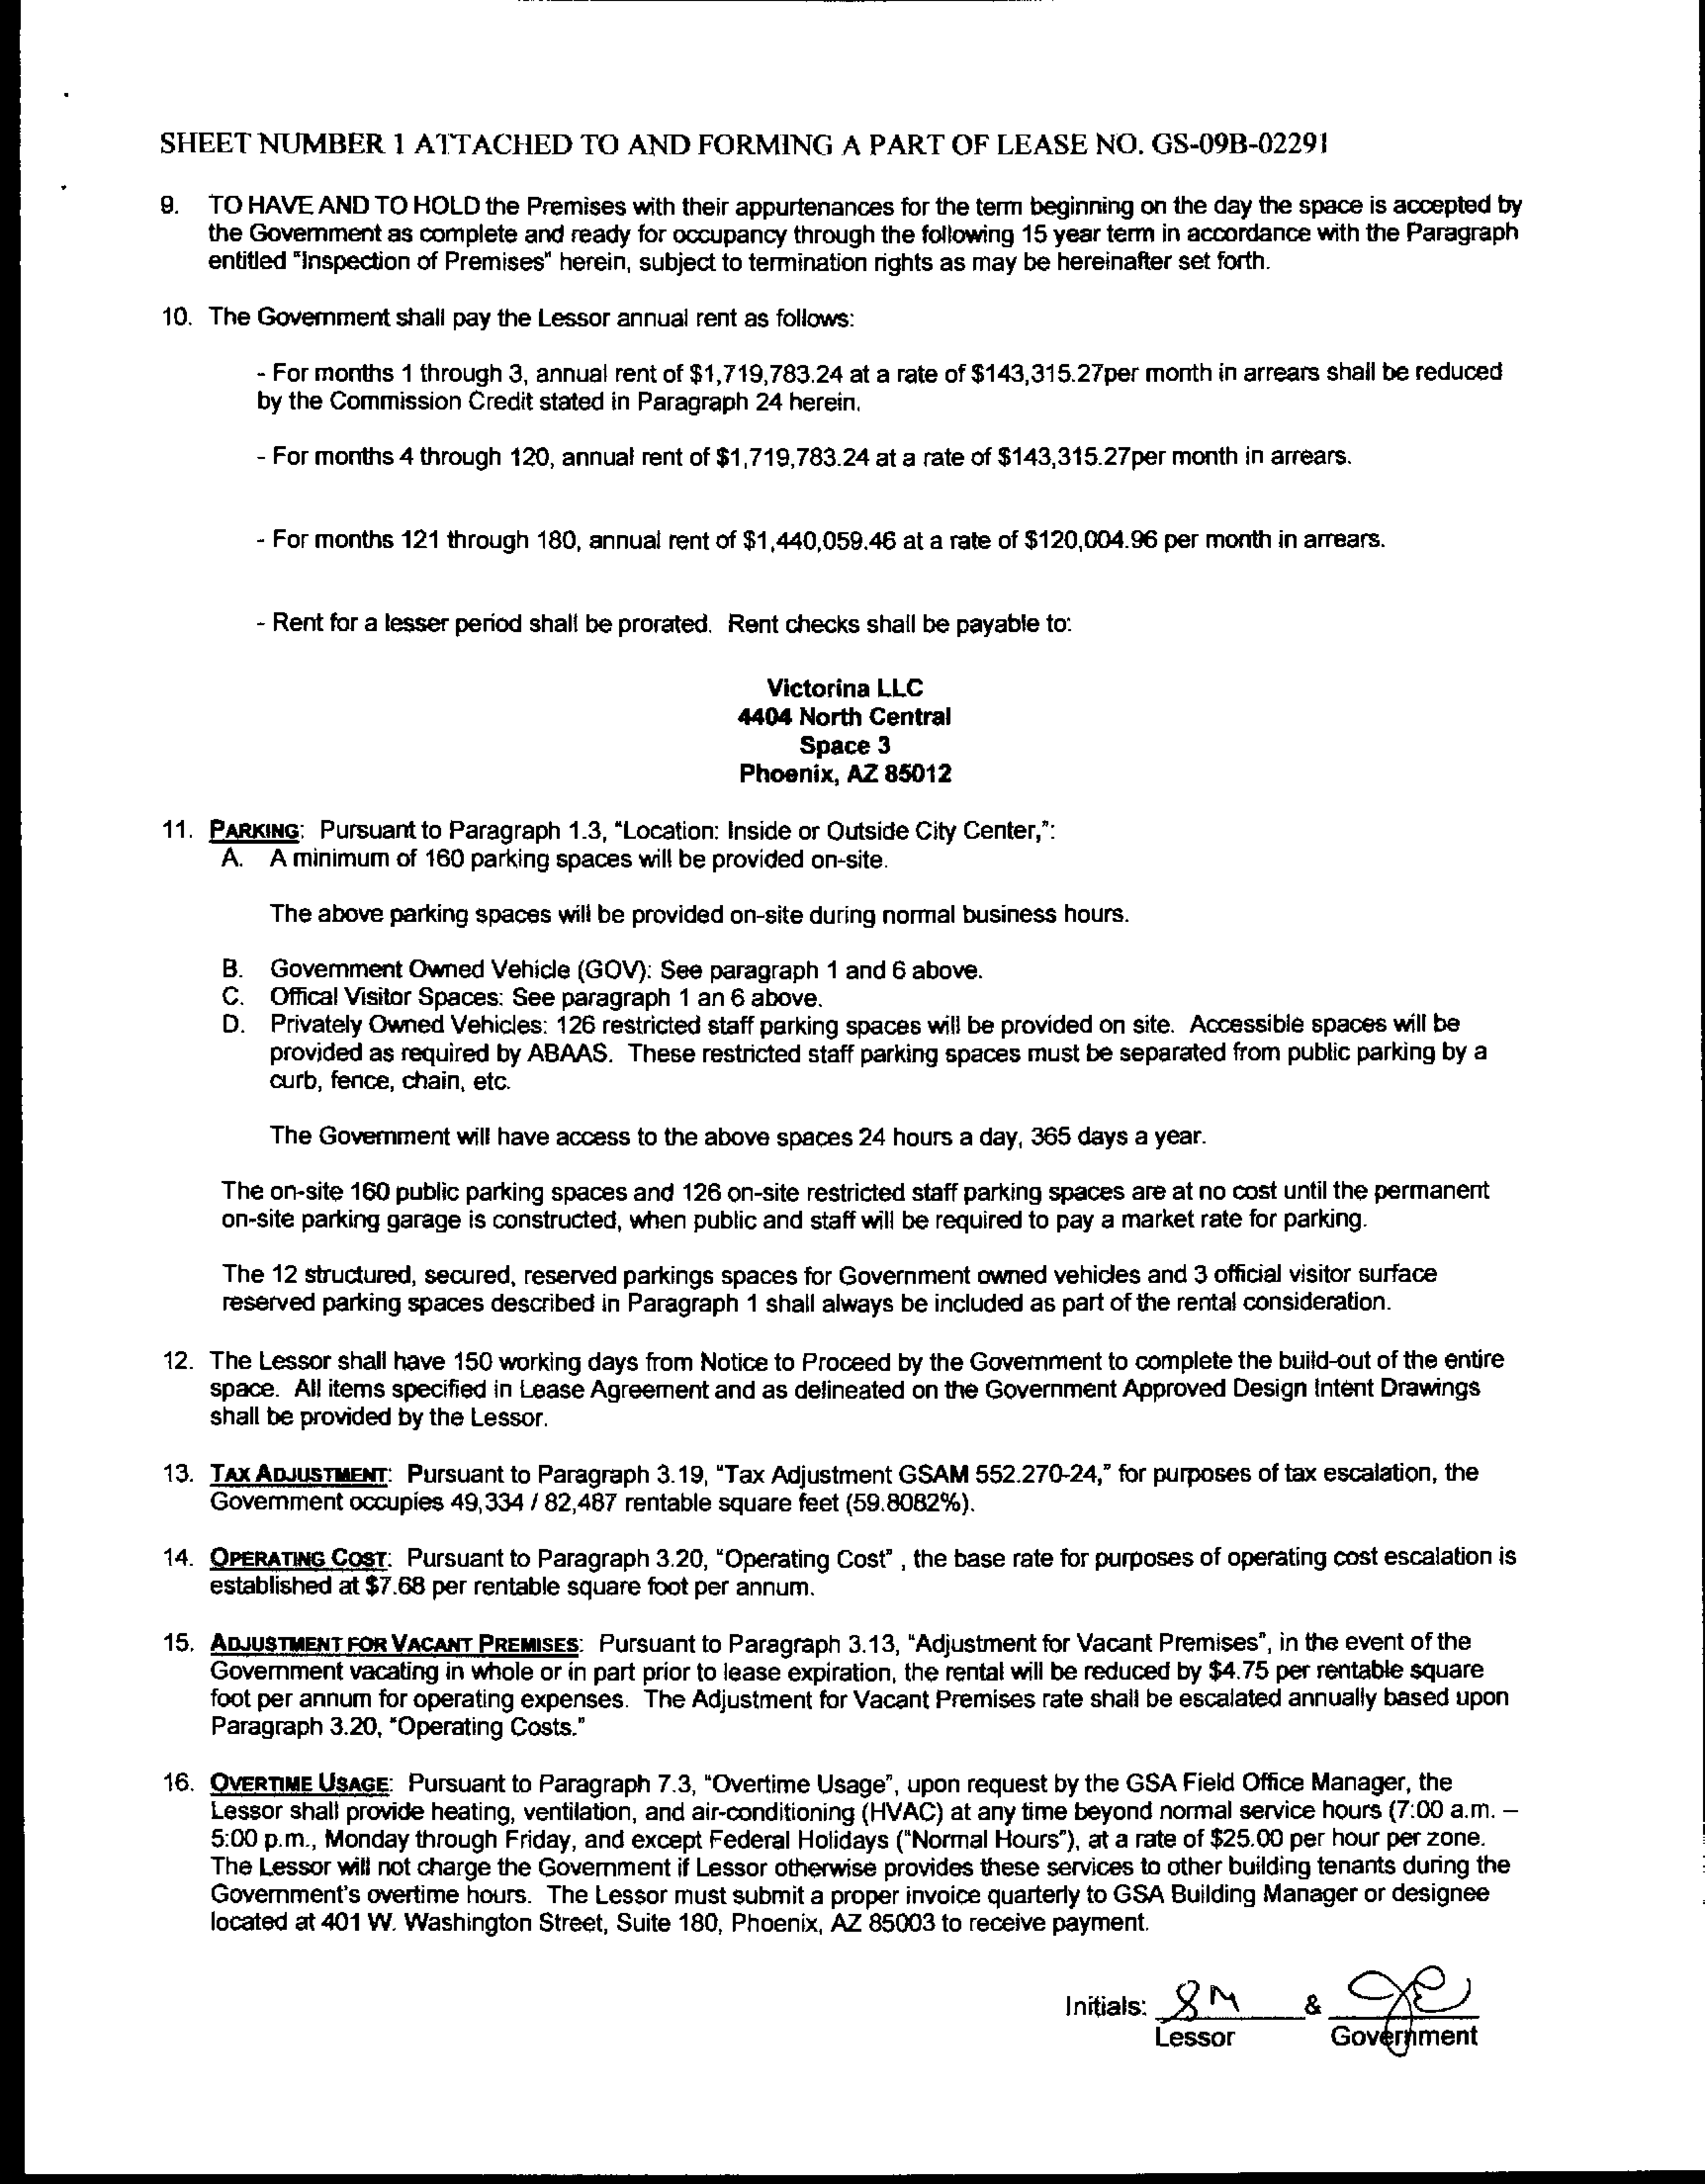 SHEET NUMBER 1 ATTACHED TO AND FORMING A PART OF LEASE NO. GS-09B-02291
9. TO HAVE AND TO HOLD the Premises with their appurtenances for the term beginning on the day the space is accepted by
the Government as complete and ready for occupancy through the following 15 year term in accordance with the Paragraph
entitled "Inspection of Premises" herein, subject to termination rights as may be hereinafter set forth.
10. The Government shall pay the Lessor annual rent as follows:
- For months 1 through 3, annual rent of $1,719,783.24 at a rate of $143,315.27per month in arrears shall be reduced
by the Commission Credit stated in Paragraph 24 herein.
- For months 4 through 120, annual rent of $1,719,783.24 at a rate of $143,315.27per month in arrears.
- For months 121 through 180, annual rent of $1,440,059.46 at a rate of $120,004.96 per month in arrears.
- Rent for a lesser period shall be prorated. Rent checks shall be payable to:
Victorina LLC
4404 North Central
Space 3
Phoenix, AZ 85012
11. PARKING: Pursuant to Paragraph 1.3, "Location: Inside or Outside City Center,":
A. A minimum of 160 parking spaces will be provided on-site.
The above parking spaces will be provided on-site during normal business hours.
B. Government Owned Vehicle (GOV): See paragraph 1 and 6 above.
C. Offical Visitor Spaces: See paragraph 1 an 6 above.
D. Privately Owned Vehicles: 126 restricted staff parking spaces will be provided on site. Accessible spaces will be
provided as required by ABAAS. These restricted staff parking spaces must be separated from public parking by a
curb, fence, chain, etc.
The Government will have access to the above spaces 24 hours a day, 365 days a year.
The on-site 160 public parking spaces and 126 on-site restricted staff parking spaces are at no cost until the permanent
on-site parking garage is constructed, when public and staff will be required to pay a market rate for parking.
The 12 structured, secured, reserved parkings spaces for Government owned vehicles and 3 official visitor surface
reserved parking spaces described in Paragraph 1 shall always be included as part of the rental consideration.
12. The Lessor shall have 150 working days from Notice to Proceed by the Government to complete the build-out of the entire
space. All items specified in Lease Agreement and as delineated on the Government Approved Design Intent Drawings
shall be provided by the Lessor.
13. TAX ADJUSTMENT: Pursuant to Paragraph 3.19, "Tax Adjustment GSAM 552.270-24," for purposes of tax escalation, the
Government occupies 49,334 / 82,487 rentable square feet (59.8082%).
14. OPERATING COST: Pursuant to Paragraph 3.20, "Operating Cost" , the base rate for purposes of operating cost escalation is
established at $7.68 per rentable square foot per annum.
15. ADJUSTMENT FOR VACANT PREMISES: Pursuant to Paragraph 3.13, "Adjustment for Vacant Premises", in the event of the
Government vacating in whole or in part prior to lease expiration, the rental will be reduced by $4.75 per rentable square
foot per annum for operating expenses. The Adjustment for Vacant Premises rate shall be escalated annually based upon
Paragraph 3.20, "Operating Costs."
16. OVERTIME USAGE: Pursuant to Paragraph 7.3, "Overtime Usage", upon request by the GSA Field Office Manager, the
Lessor shall provide heating, ventilation, and air-conditioning (HVAC) at any time beyond normal service hours (7:00 a.m. –
5:00 p.m., Monday through Friday, and except Federal Holidays ("Normal Hours"), at a rate of $25.00 per hour per zone.
The Lessor will not charge the Government if Lessor otherwise provides these services to other building tenants during the
Government's overtime hours. The Lessor must submit a proper invoice quarterly to GSA Building Manager or designee
located at 401 W. Washington Street, Suite 180, Phoenix, AZ 85003 to receive payment.
Initials: SM &
Lessor Government